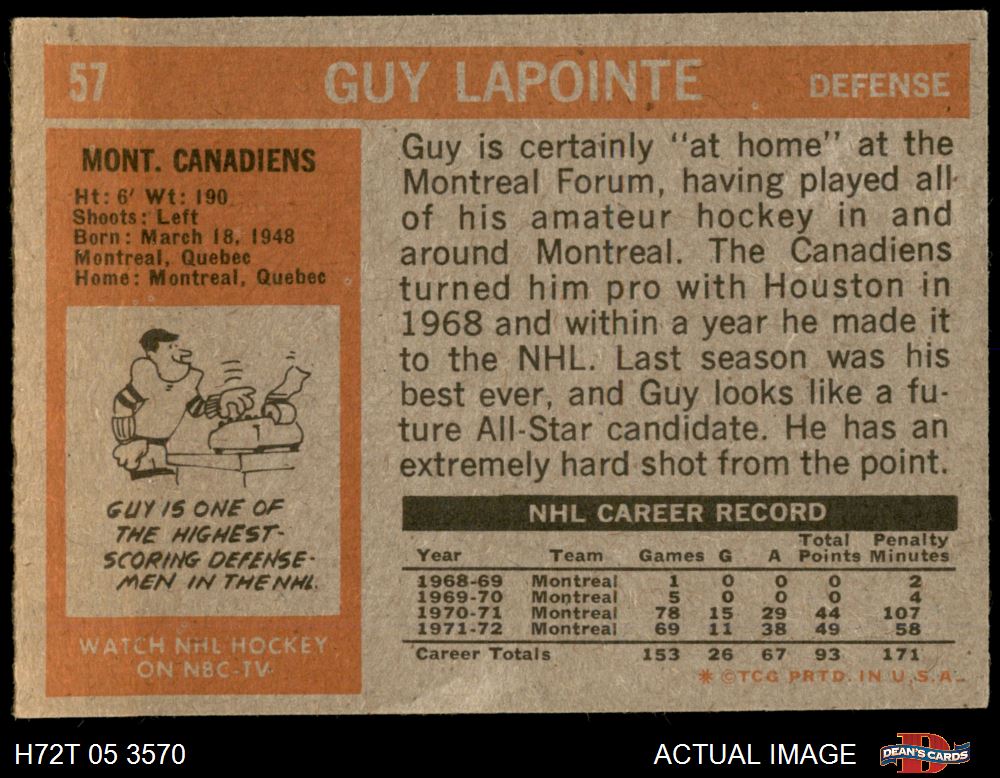 57 GUY LAPOINTE DEFENSE
MONT. CANADIENS
Ht: 6' Wt: 190
Shoots: Left
Born: March 18, 1948
Montreal, Quebec
Home: Montreal, Quebec
GUY IS ONE OF
THE HIGHEST-
SCORING DEFENSE-
MEN IN THE NHL.
WATCH NHL HOCKEY
ON NBC-TV
Guy is certainly "at home" at the
Montreal Forum, having played all
of his amateur hockey in and
around Montreal. The Canadiens
turned him pro with Houston in
1968 and within a year he made it
to the NHL. Last season was his
best ever, and Guy looks like a fu-
ture All-Star candidate. He has an
extremely hard shot from the point.
NHL CAREER RECORD
Year Team Games G A Total Points Penalty Minutes
1968-69 Montreal 1 0 0 0 2
1969-70 Montreal 5 0 0 0 4
1970-71 Montreal 78 15 29 44 107
1971-72 Montreal 69 11 38 49 58
Career Totals 153 26 67 93 171
* ©TCG PRTD. IN U.S.A.
H72T 05 3570 ACTUAL IMAGE D DEAN'S CARDS